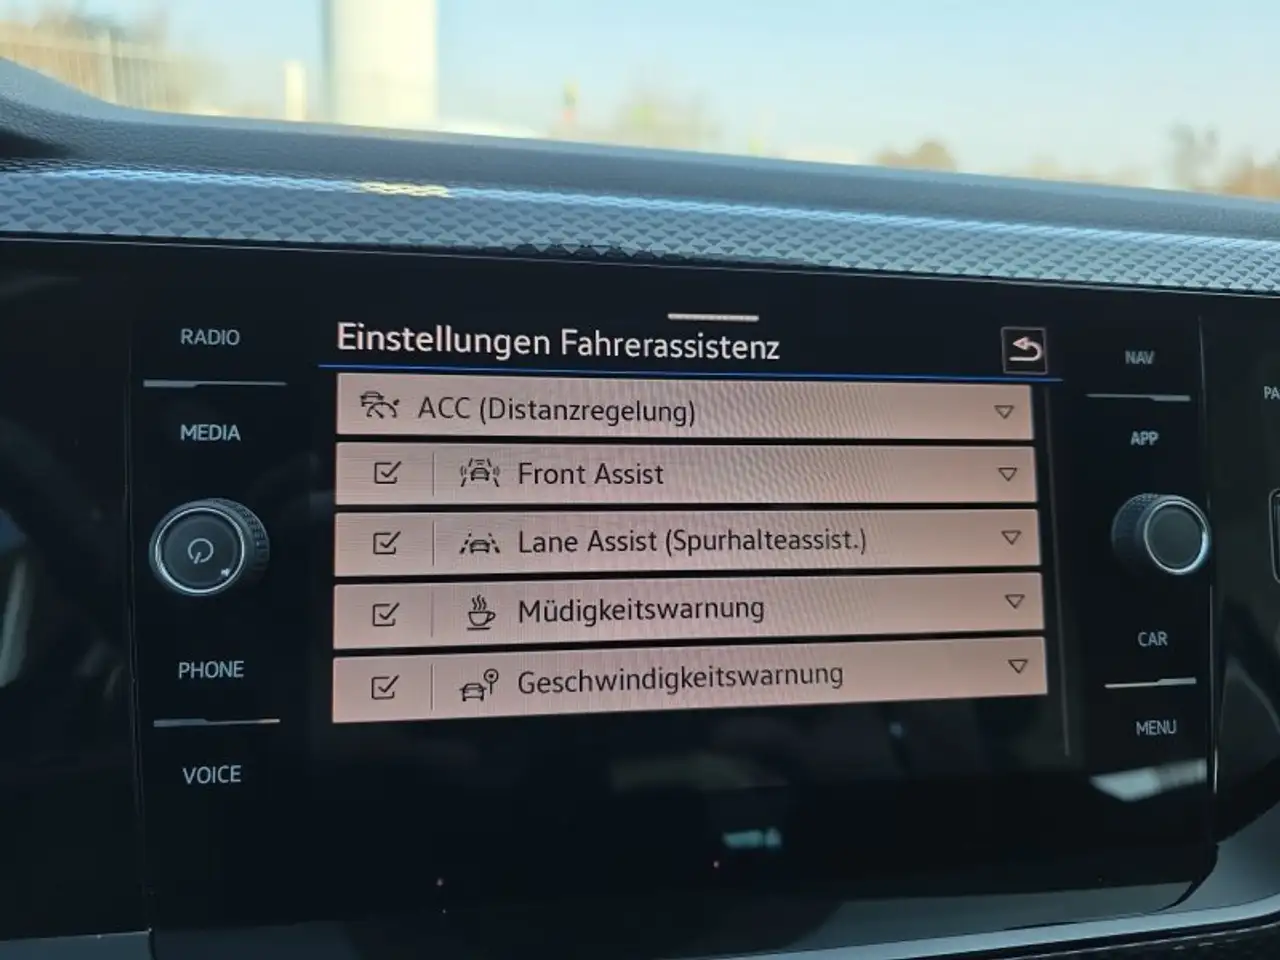 RADIO
MEDIA
PHONE
VOICE
Einstellungen Fahrerassistenz
ACC (Distanzregelung)
Front Assist
Lane Assist (Spurhalteassist.)
Müdigkeitswarnung
Geschwindigkeitswarnung
NAV
APP
CAR
MENU
PA